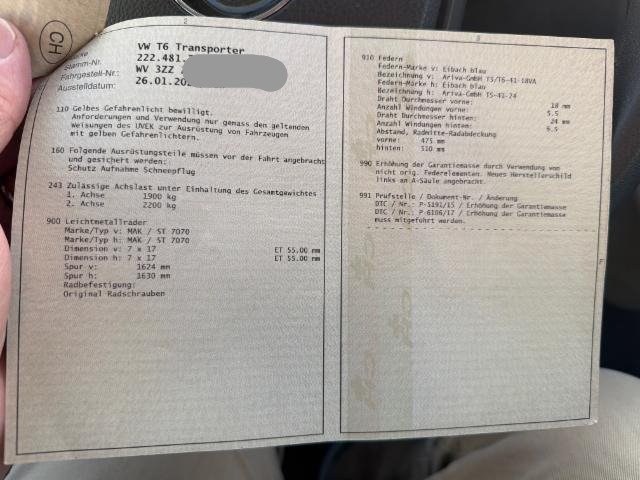 CH
VW T6 Transporter
Stamm-Nr.
222.481.
Fahrgestell-Nr.:
WV 3ZZ
Ausstelldatum:
26.01.20
110 Gelbes Gefahrenlicht bewilligt.
Anforderungen und Verwendung nur gemäss den geltenden
Weisungen des UVEK zur Ausrüstung von Fahrzeugen
mit gelben Gefahrenlichtern.
160 Folgende Ausrüstungsteile müssen vor der Fahrt angebracht
und gesichert werden:
Schutz Aufnahme Schneepflug
243 Zulässige Achslast unter Einhaltung des Gesamtgewichtes
1. Achse 1900 kg
2. Achse 2200 kg
900 Leichtmetallräder
Marke/Typ v: MAK / ST 7070
Marke/Typ h: MAK / ST 7070
Dimension v: 7 x 17 ET 55.00 mm
Dimension h: 7 x 17 ET 55.00 mm
Spur v: 1624 mm
Spur h: 1630 mm
Radbefestigung:
Original Radschrauben
910 Federn
Federn-Marke v: Eibach blau
Bezeichnung v: Ariva-GmbH T5/T6-41-18VA
Federn-Marke h: Eibach blau
Bezeichnung h: Ariva-GmbH T5-41-24
Draht Durchmesser vorne: 18 mm
Anzahl Windungen vorne: 5.5
Draht Durchmesser hinten: 24 mm
Anzahl Windungen hinten: 6.5
Abstand, Radmitte-Radabdeckung
vorne: 475 mm
hinten: 510 mm
990 Erhöhung der Garantiemasse durch Verwendung von
nicht orig. Federelementen. Neues Herstellerschild
links an A-Säule angebracht.
991 Prüfstelle / Dokument-Nr. / Änderung
DTC / Nr.: P-5191/15 / Erhöhung der Garantiemasse
DTC / Nr.: P-6106/17 / Erhöhung der Garantiemasse
muss mitgeführt werden.